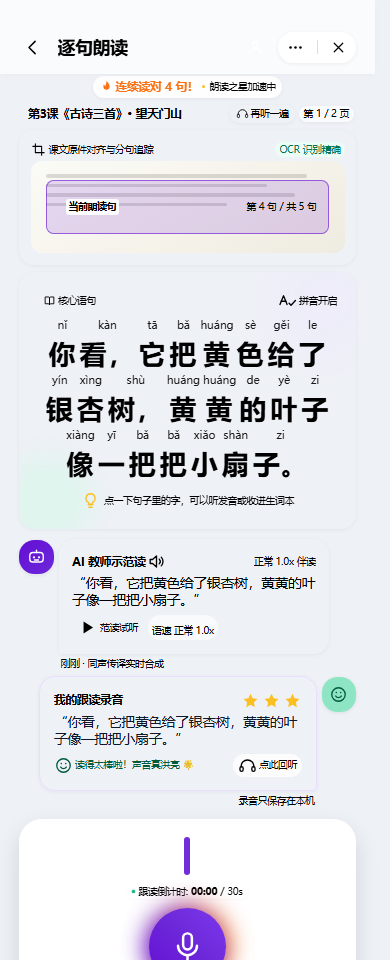 逐句朗读
连续读对 4 句! • 朗读之星加速中
第3课《古诗三首》• 望天门山
再听一遍
第 1 / 2 页
课文原件对齐与分句追踪
OCR 识别精确
当前朗读句
第 4 句 / 共 5 句
核心语句
拼音开启
nǐ kàn tā bǎ huáng sè gěi le
你看，它把黄色给了
yín xìng shù huáng huáng de yè zi
银杏树，黄黄的叶子
xiàng yī bǎ bǎ xiǎo shàn zi
像一把把小扇子。
点一下句子里的字，可以听发音或收进生词本
AI 教师示范读
正常 1.0x 伴读
“你看，它把黄色给了银杏树，黄黄的叶
子像一把把小扇子。”
范读试听
语速 正常 1.0x
刚刚 · 同声传译实时合成
我的跟读录音
“你看，它把黄色给了银杏树，黄黄的叶
子像一把把小扇子。”
读得太棒啦！声音真洪亮 🌟
点此回听
录音只保存在本机
• 跟读倒计时: 00:00 / 30s